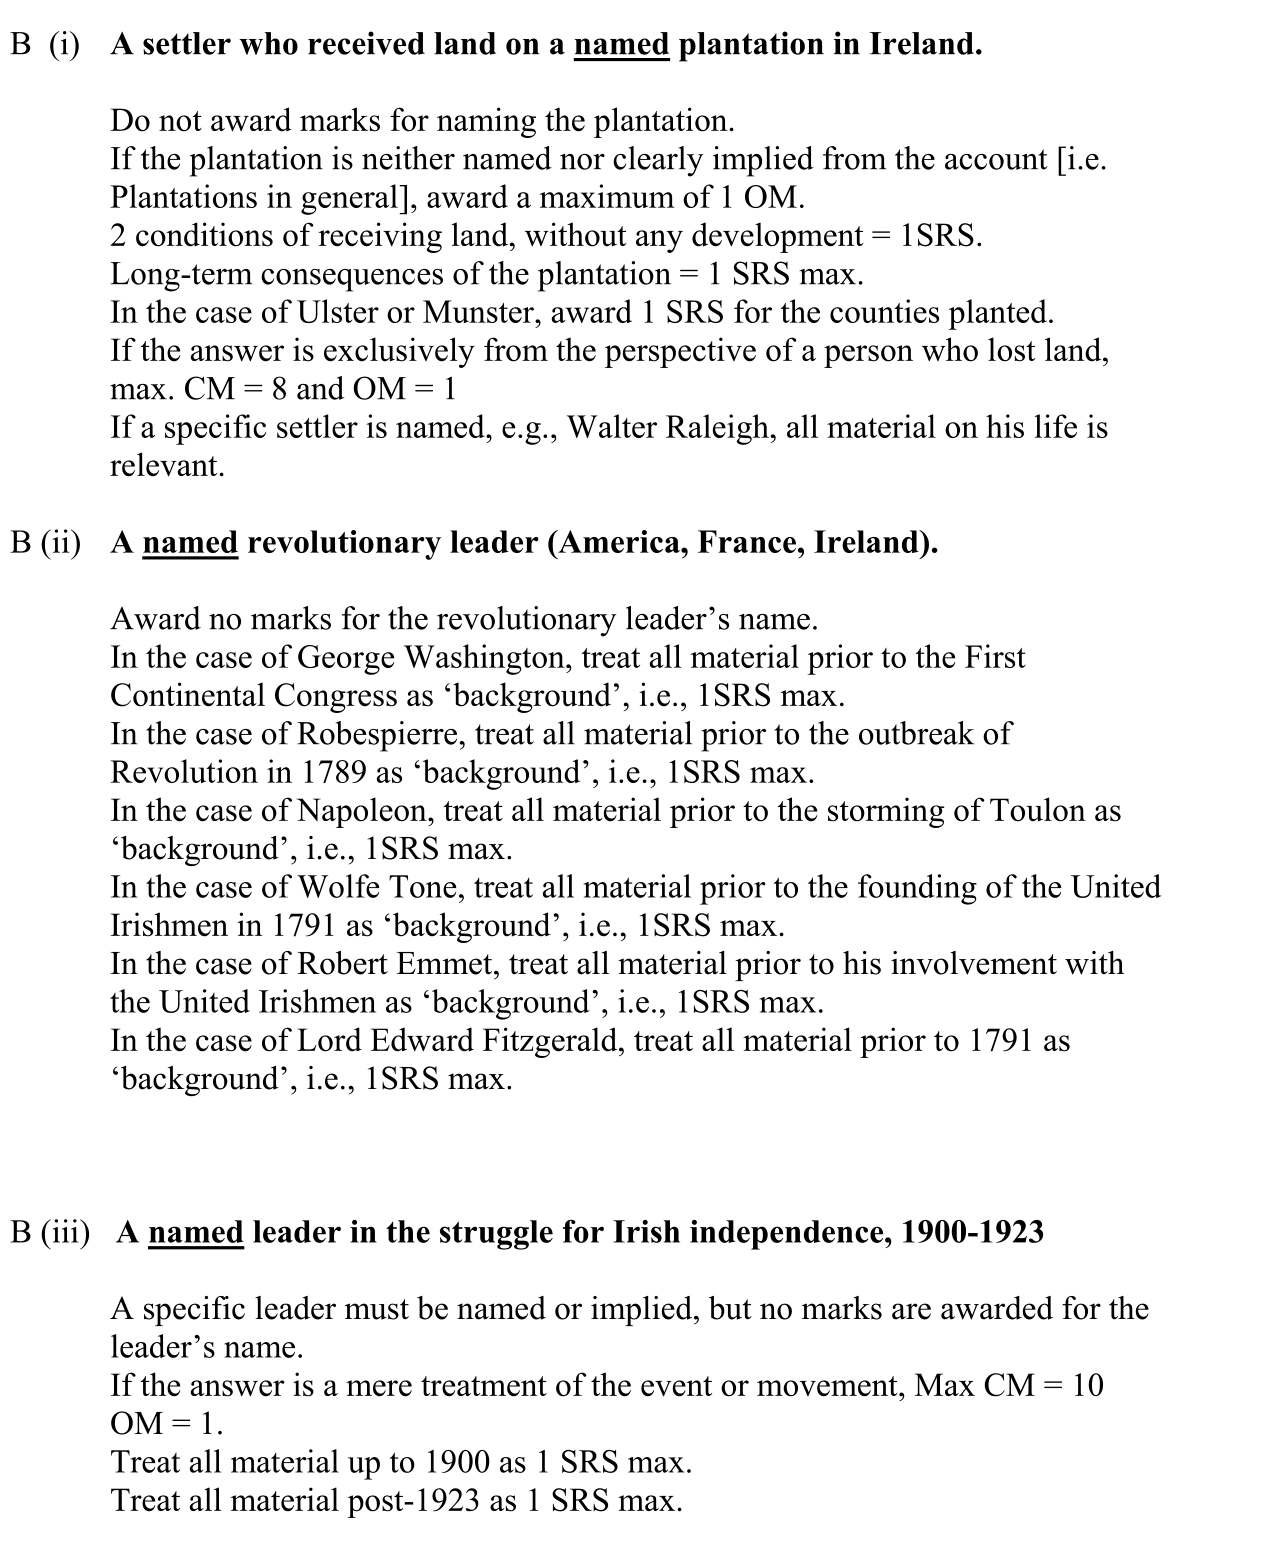 B (i) A settler who received land on a named plantation in Ireland.
Do not award marks for naming the plantation.
If the plantation is neither named nor clearly implied from the account [i.e.
Plantations in general], award a maximum of 1 OM.
2 conditions of receiving land, without any development = 1SRS.
Long-term consequences of the plantation = 1 SRS max.
In the case of Ulster or Munster, award 1 SRS for the counties planted.
If the answer is exclusively from the perspective of a person who lost land,
max. CM = 8 and OM = 1
If a specific settler is named, e.g., Walter Raleigh, all material on his life is
relevant.
B (ii) A named revolutionary leader (America, France, Ireland).
Award no marks for the revolutionary leader’s name.
In the case of George Washington, treat all material prior to the First
Continental Congress as ‘background’, i.e., 1SRS max.
In the case of Robespierre, treat all material prior to the outbreak of
Revolution in 1789 as ‘background’, i.e., 1SRS max.
In the case of Napoleon, treat all material prior to the storming of Toulon as
‘background’, i.e., 1SRS max.
In the case of Wolfe Tone, treat all material prior to the founding of the United
Irishmen in 1791 as ‘background’, i.e., 1SRS max.
In the case of Robert Emmet, treat all material prior to his involvement with
the United Irishmen as ‘background’, i.e., 1SRS max.
In the case of Lord Edward Fitzgerald, treat all material prior to 1791 as
‘background’, i.e., 1SRS max.
B (iii) A named leader in the struggle for Irish independence, 1900-1923
A specific leader must be named or implied, but no marks are awarded for the
leader’s name.
If the answer is a mere treatment of the event or movement, Max CM = 10
OM = 1.
Treat all material up to 1900 as 1 SRS max.
Treat all material post-1923 as 1 SRS max.